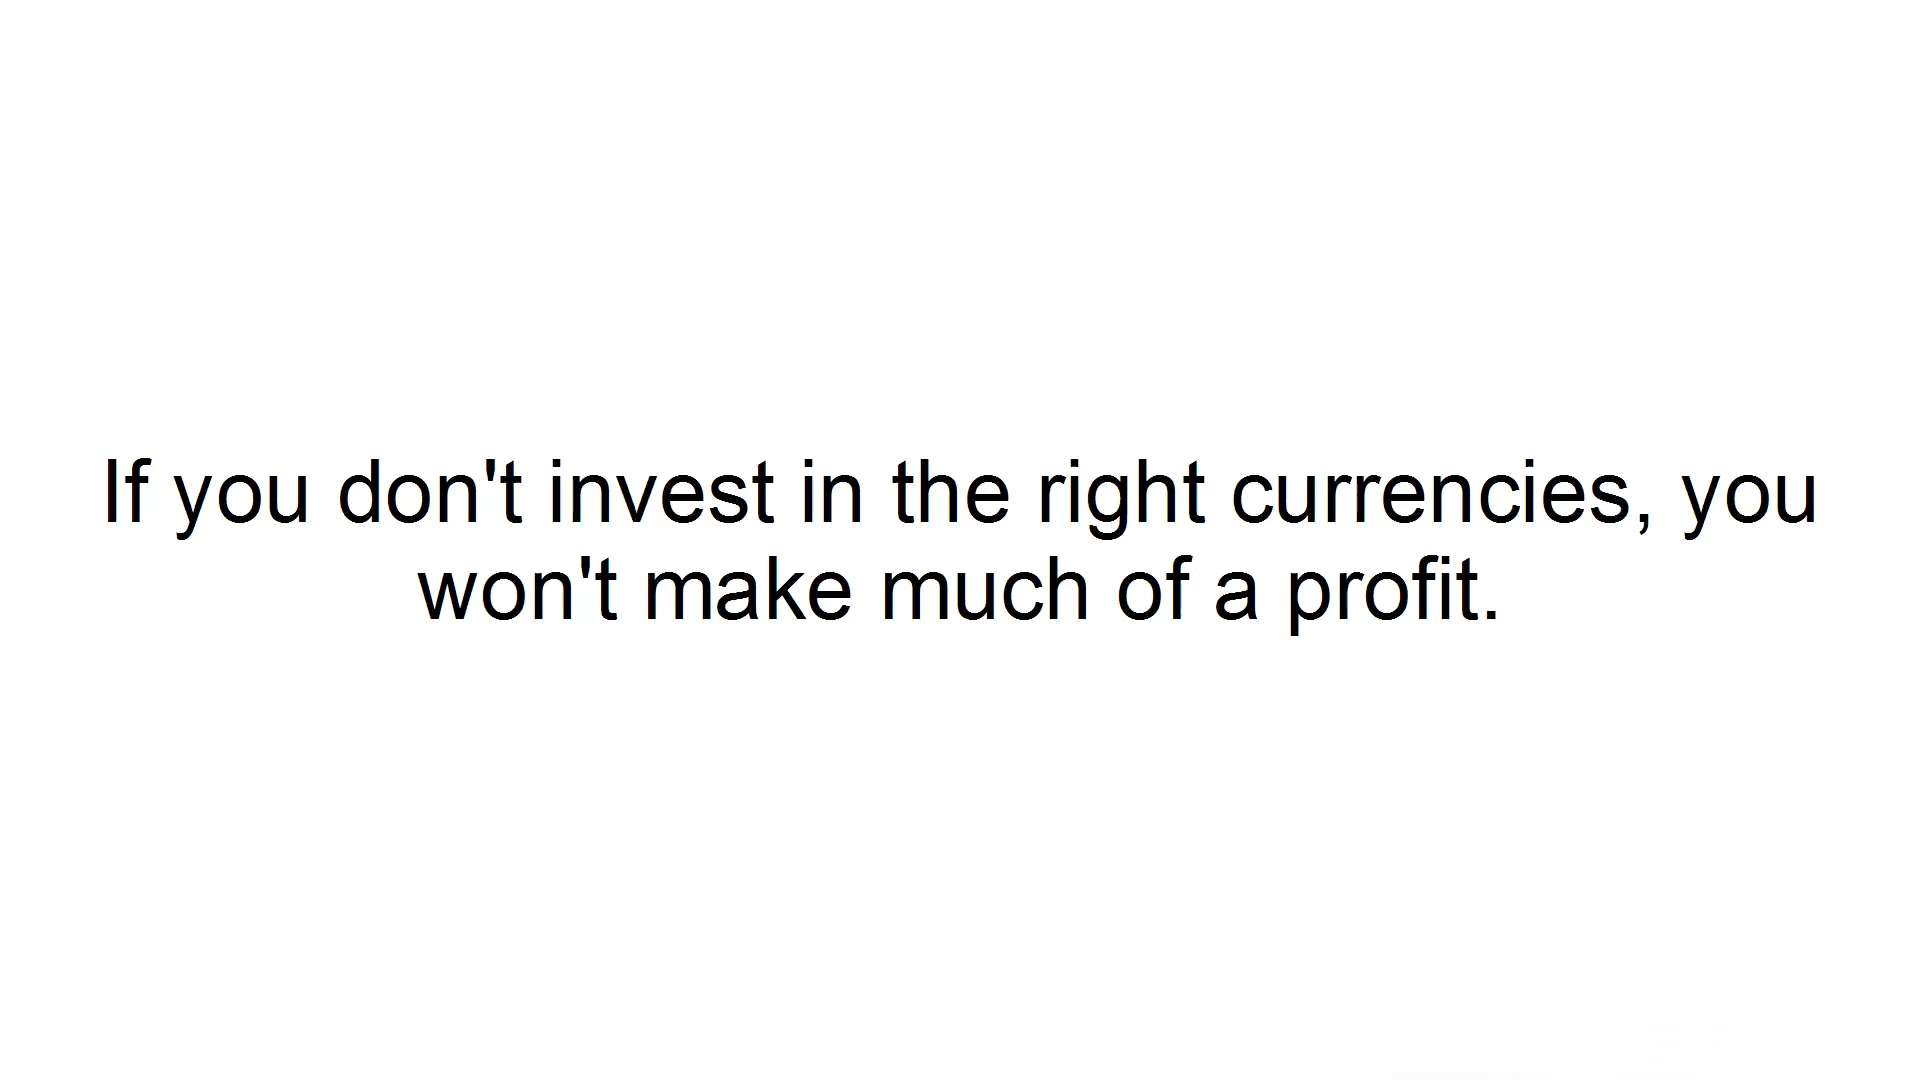 If you don't invest in the right currencies, you
won't make much of a profit.